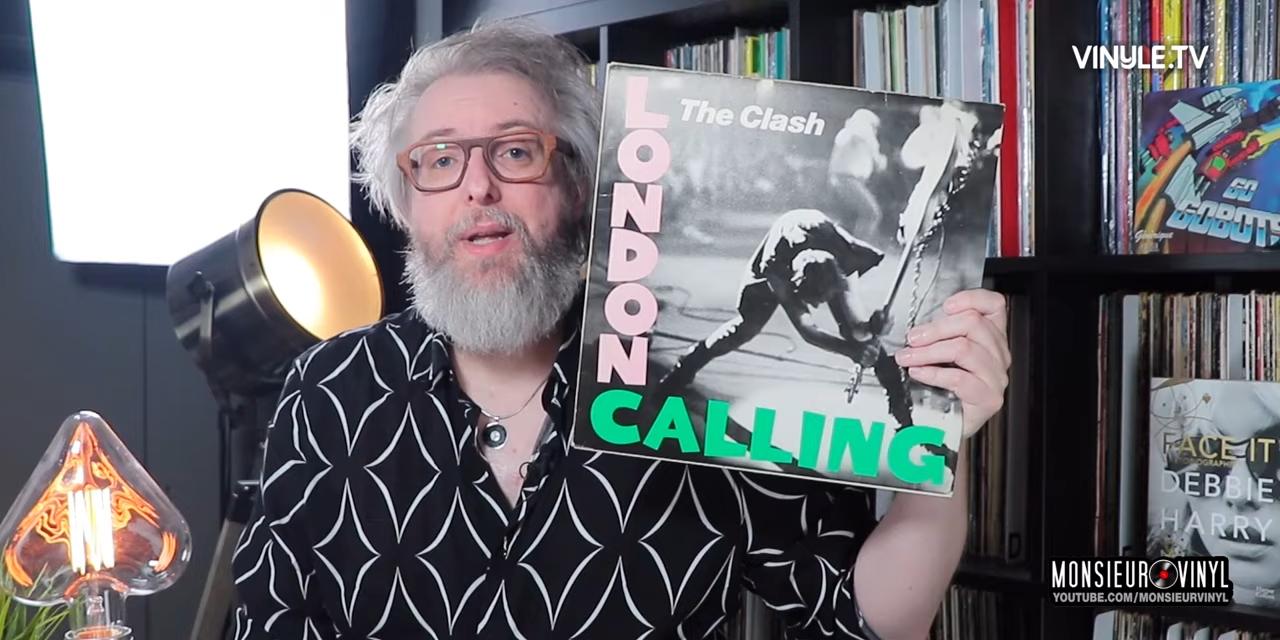 VINYLE.TV
The Clash
LONDON
CALLING
GO
GOBOTS
FACE IT
DEBBIE
HARRY
MONSIEUR VINYL
YOUTUBE.COM/MONSIEURVINYL